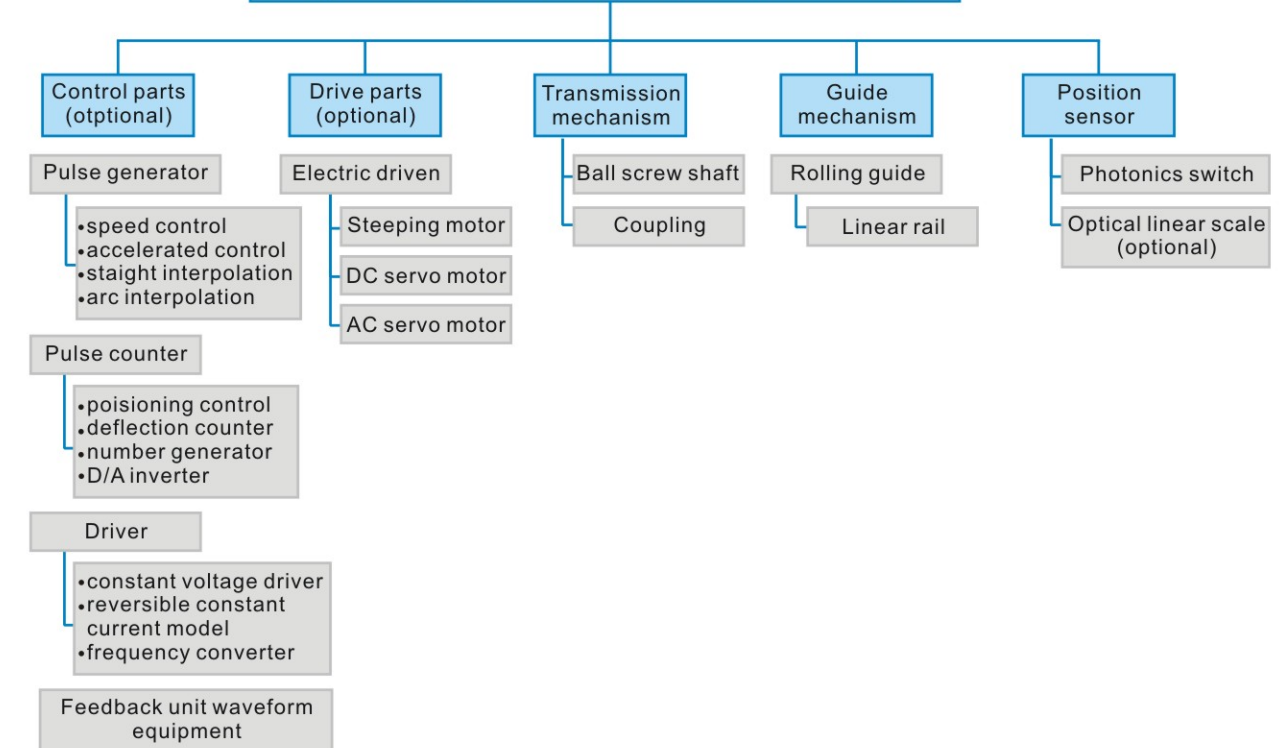 Control parts
(otptional)
Drive parts
(optional)
Transmission
mechanism
Guide
mechanism
Position
sensor
Pulse generator
•speed control
•accelerated control
•staight interpolation
•arc interpolation
Pulse counter
•poisioning control
•deflection counter
•number generator
•D/A inverter
Driver
•constant voltage driver
•reversible constant
current model
•frequency converter
Feedback unit waveform
equipment
Electric driven
Steeping motor
DC servo motor
AC servo motor
Ball screw shaft
Coupling
Rolling guide
Linear rail
Photonics switch
Optical linear scale
(optional)